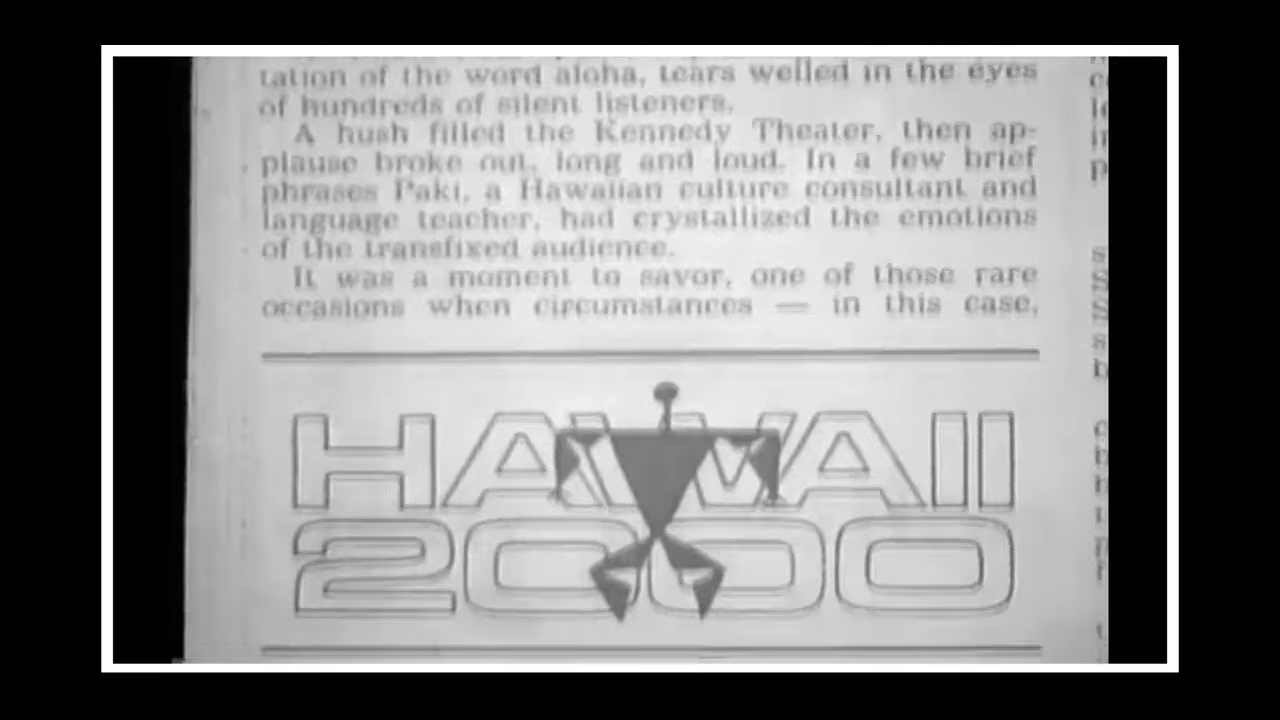 tation of the word aloha, tears welled in the eyes
of hundreds of silent listeners.
A hush filled the Kennedy Theater, then ap-
plause broke out, long and loud. In a few brief
phrases Paki, a Hawaiian culture consultant and
language teacher, had crystallized the emotions
of the transfixed audience.
It was a moment to savor, one of those rare
occasions when circumstances — in this case,
HAWAII
2000